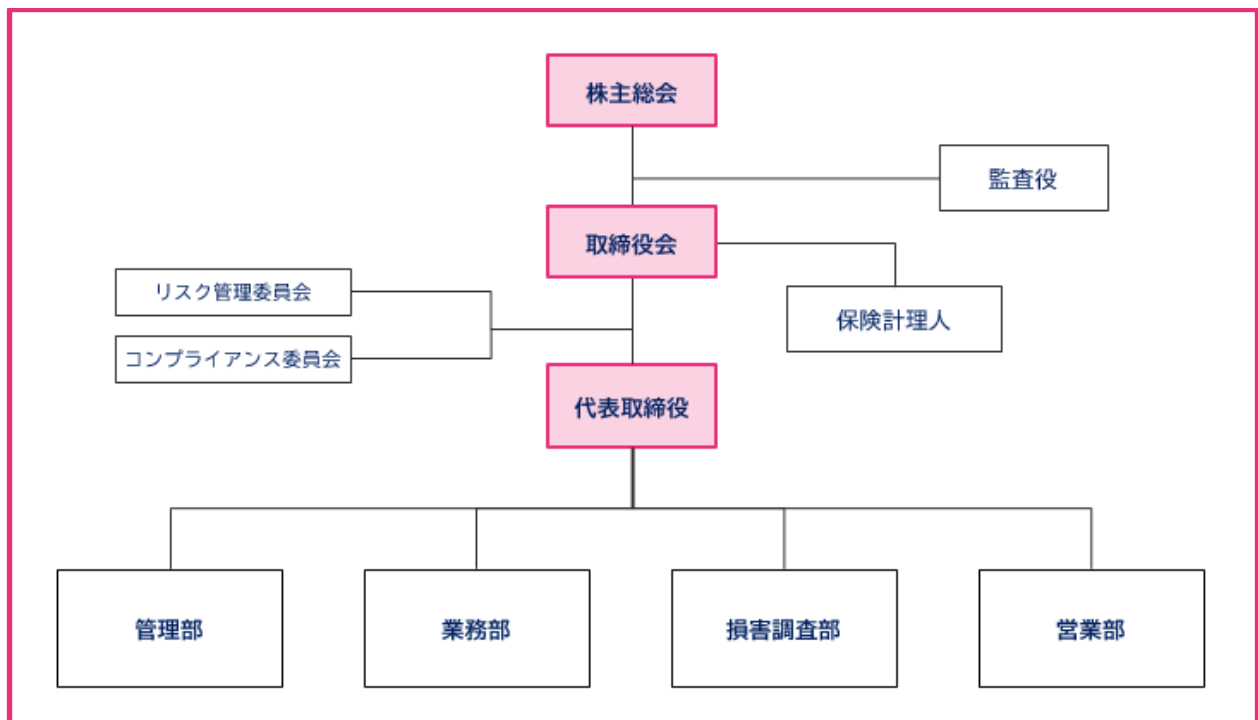 株主総会
監査役
取締役会
リスク管理委員会
保険計理人
コンプライアンス委員会
代表取締役
管理部
業務部
損害調査部
営業部